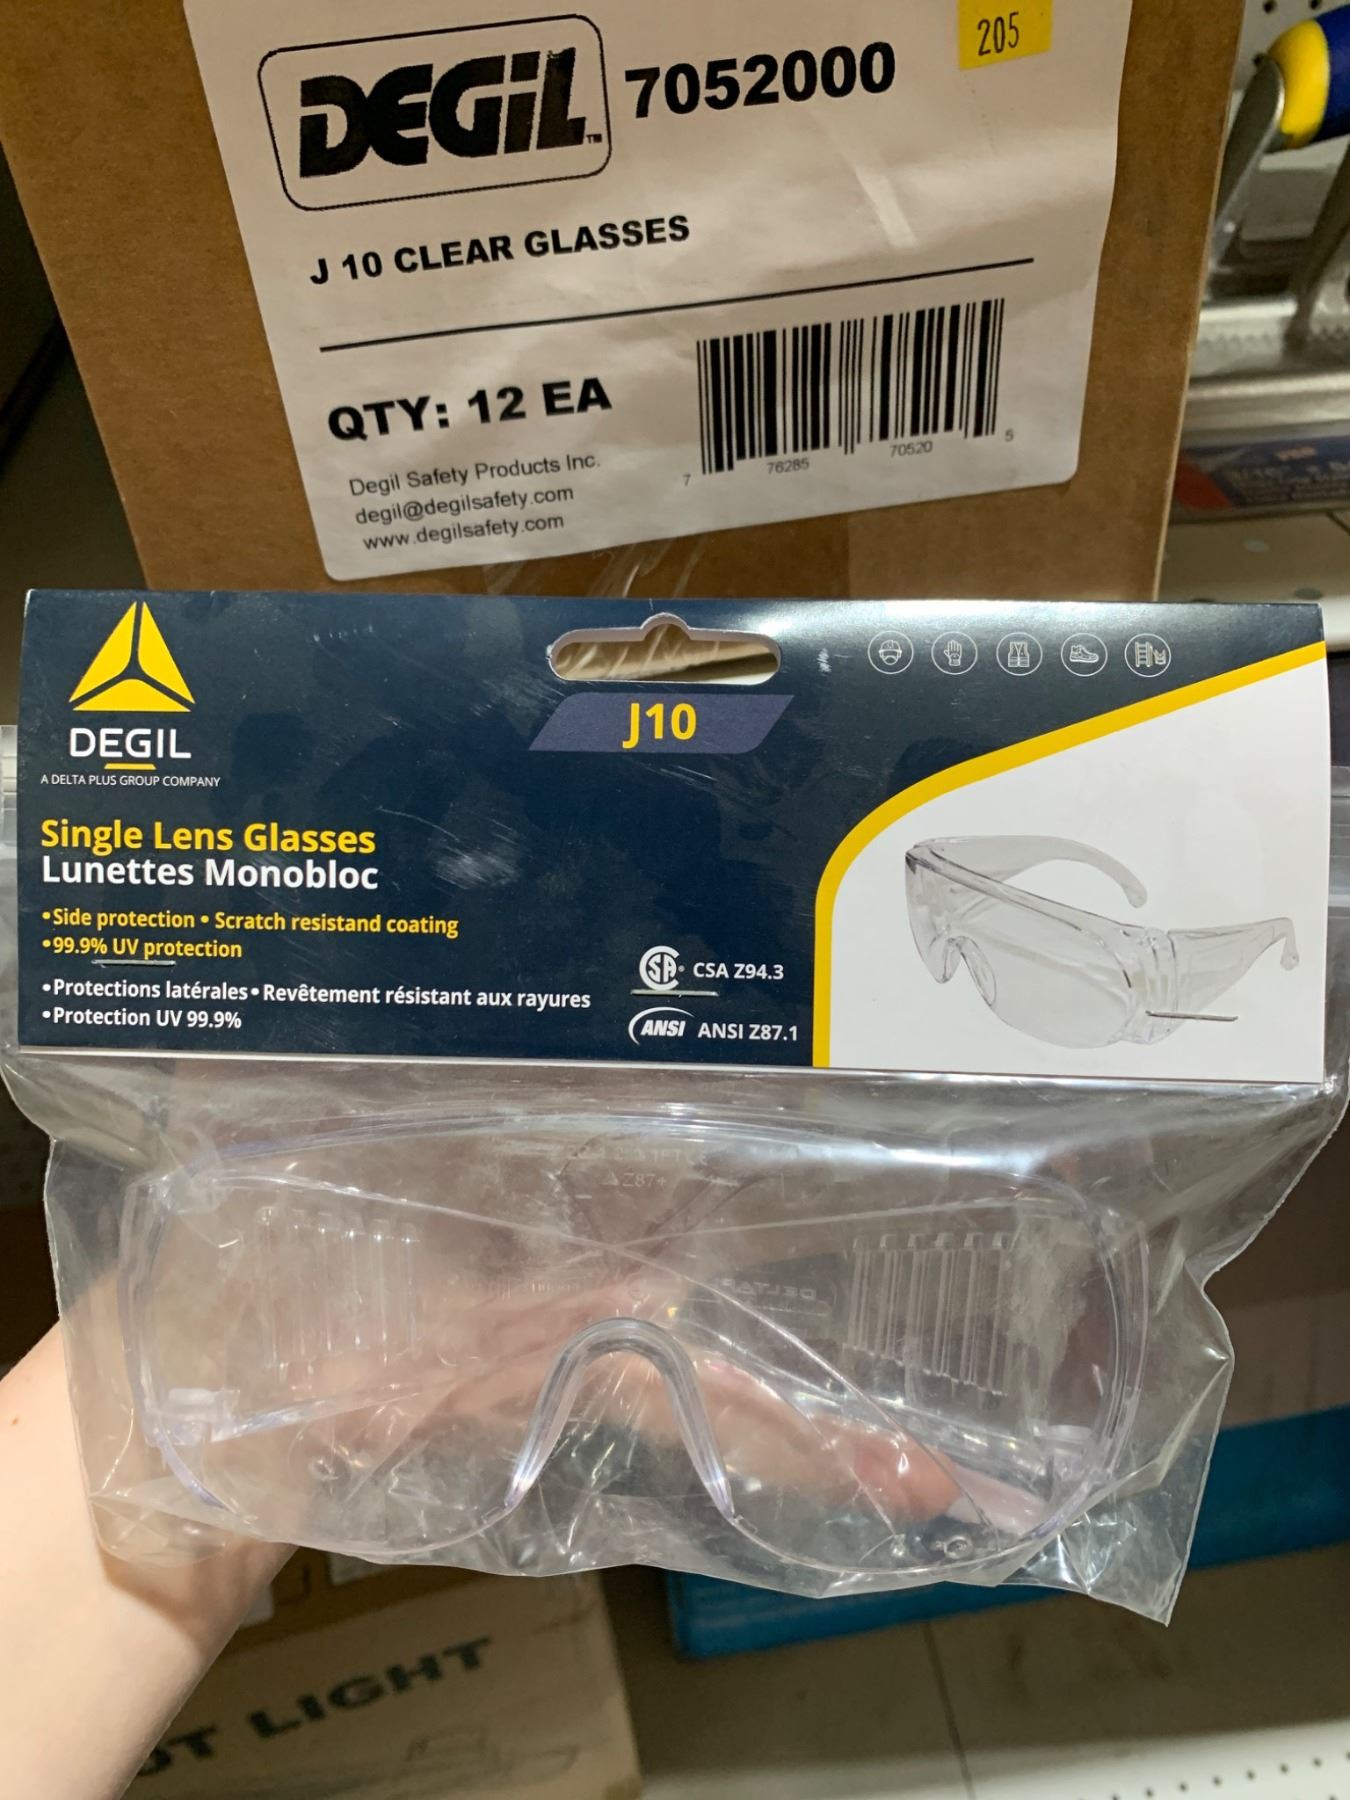 205
DEGiL™ 7052000
J 10 CLEAR GLASSES
QTY: 12 EA
7 76285 70520 5
Degil Safety Products Inc.
degil@degilsafety.com
www.degilsafety.com
J10
DEGIL
A DELTA PLUS GROUP COMPANY
Single Lens Glasses
Lunettes Monobloc
•Side protection • Scratch resistand coating
•99.9% UV protection
•Protections latérales • Revêtement résistant aux rayures
•Protection UV 99.9%
CSA Z94.3
ANSI ANSI Z87.1
Z87+
OT LIGHT